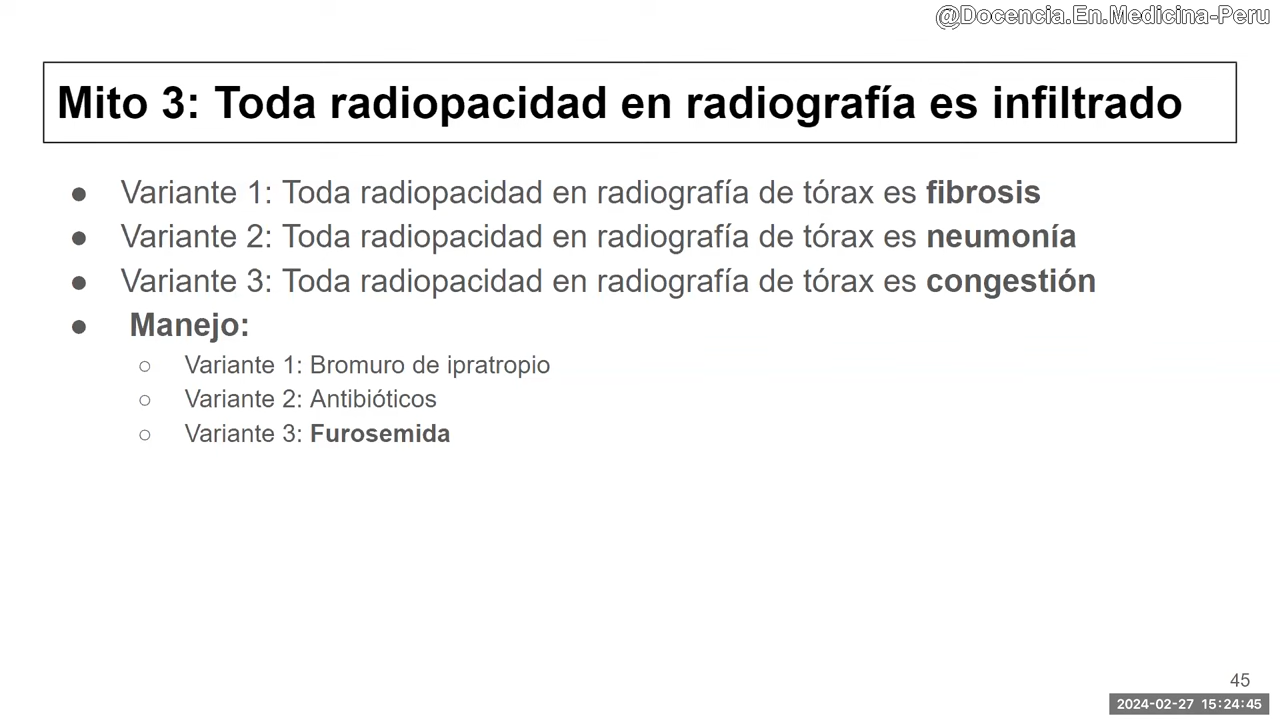 @Docencia.En.Medicina-Peru
Mito 3: Toda radiopacidad en radiografía es infiltrado
● Variante 1: Toda radiopacidad en radiografía de tórax es fibrosis
● Variante 2: Toda radiopacidad en radiografía de tórax es neumonía
● Variante 3: Toda radiopacidad en radiografía de tórax es congestión
● Manejo:
○ Variante 1: Bromuro de ipratropio
○ Variante 2: Antibióticos
○ Variante 3: Furosemida
45
2024-02-27 15:24:45